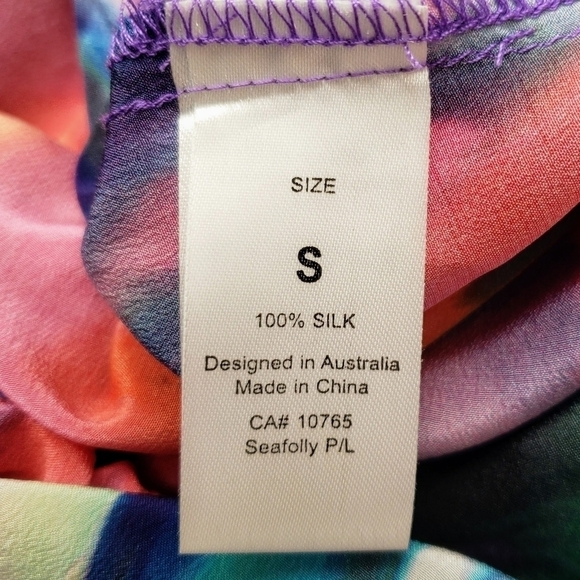 SIZE
S
100% SILK
Designed in Australia
Made in China
CA# 10765
Seafolly P/L